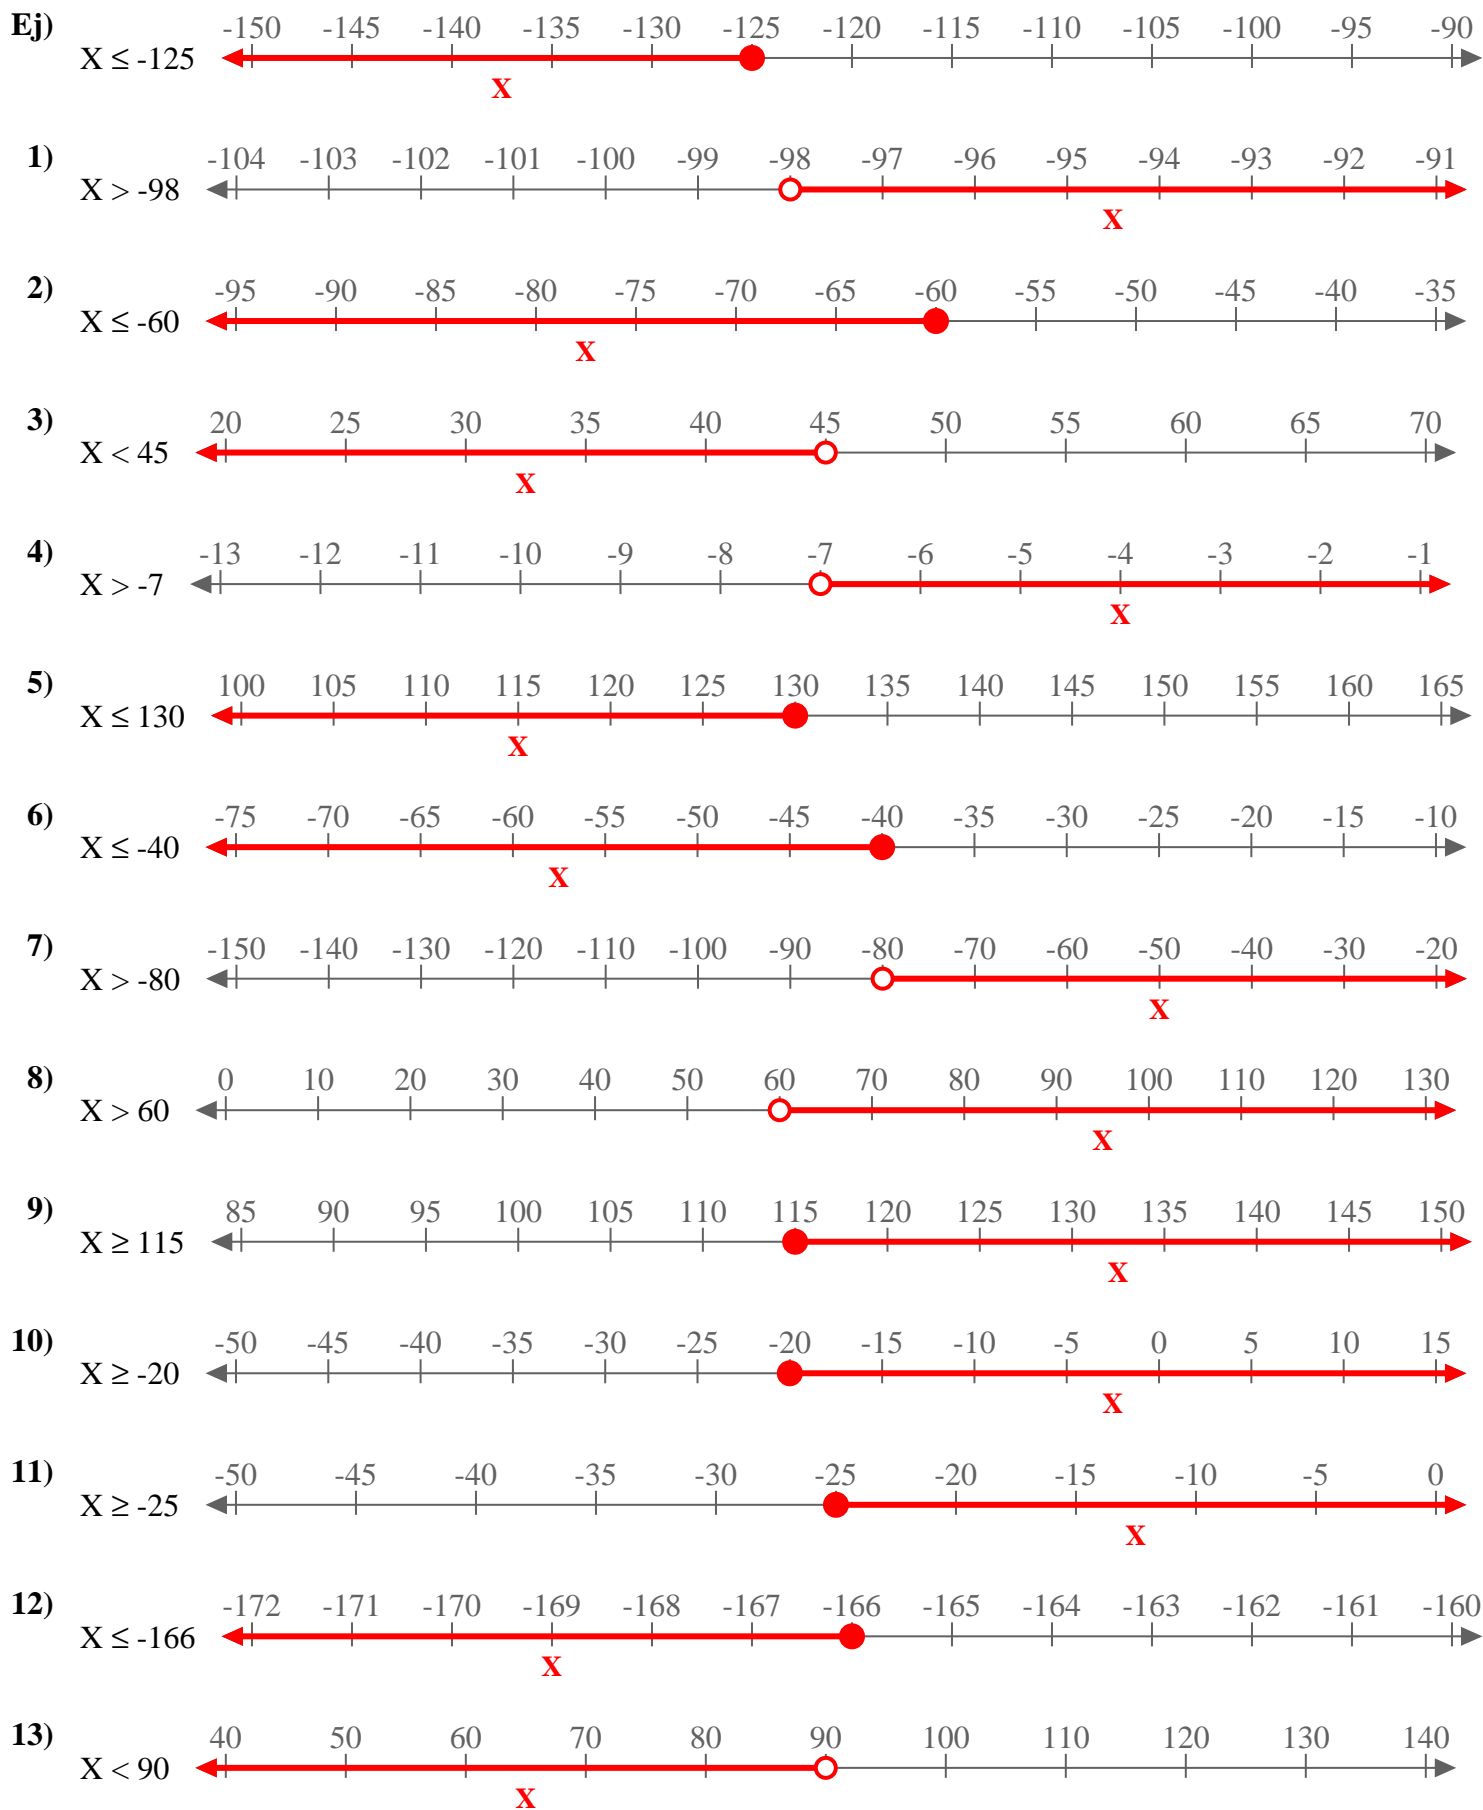 Ej) -150 -145 -140 -135 -130 -125 -120 -115 -110 -105 -100 -95 -90
X ≤ -125
X
1) -104 -103 -102 -101 -100 -99 -98 -97 -96 -95 -94 -93 -92 -91
X > -98
X
2) -95 -90 -85 -80 -75 -70 -65 -60 -55 -50 -45 -40 -35
X ≤ -60
X
3) 20 25 30 35 40 45 50 55 60 65 70
X < 45
X
4) -13 -12 -11 -10 -9 -8 -7 -6 -5 -4 -3 -2 -1
X > -7
X
5) 100 105 110 115 120 125 130 135 140 145 150 155 160 165
X ≤ 130
X
6) -75 -70 -65 -60 -55 -50 -45 -40 -35 -30 -25 -20 -15 -10
X ≤ -40
X
7) -150 -140 -130 -120 -110 -100 -90 -80 -70 -60 -50 -40 -30 -20
X > -80
X
8) 0 10 20 30 40 50 60 70 80 90 100 110 120 130
X > 60
X
9) 85 90 95 100 105 110 115 120 125 130 135 140 145 150
X ≥ 115
X
10) -50 -45 -40 -35 -30 -25 -20 -15 -10 -5 0 5 10 15
X ≥ -20
X
11) -50 -45 -40 -35 -30 -25 -20 -15 -10 -5 0
X ≥ -25
X
12) -172 -171 -170 -169 -168 -167 -166 -165 -164 -163 -162 -161 -160
X ≤ -166
X
13) 40 50 60 70 80 90 100 110 120 130 140
X < 90
X